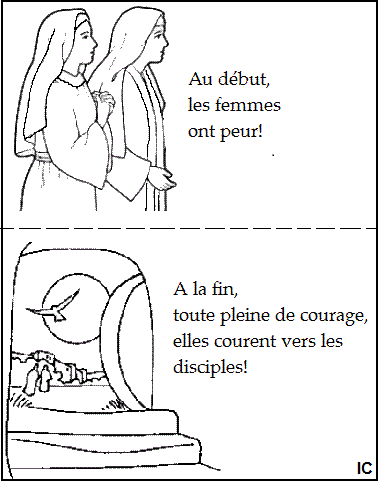 Au début,
les femmes
ont peur!
A la fin,
toute pleine de courage,
elles courent vers les
disciples!
IC